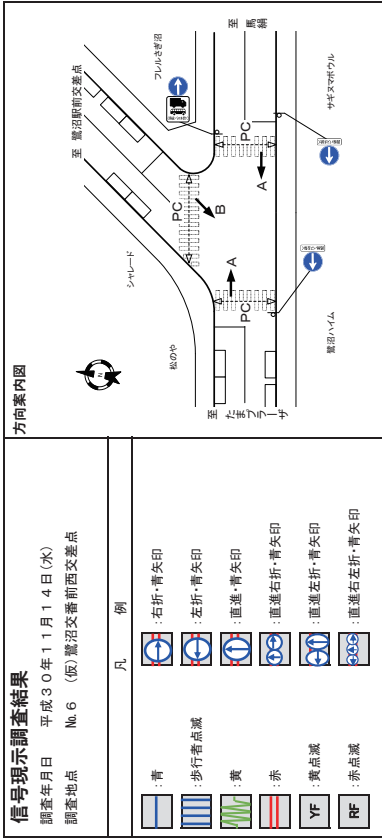 信号現示調査結果
調査年月日 平成30年11月14日(水)
調査地点 No.6 (仮)鷺沼交番前西交差点
凡 例
:青
:右折・青矢印
:歩行者点滅
:左折・青矢印
:黄
:直進・青矢印
:赤
:直進右折・青矢印
YF :黄点滅
:直進左折・青矢印
RF :赤点滅
:直進右左折・青矢印
方向案内図
至 鷺沼駅前交差点
フレルさぎ沼
至 馬絹
シャレード
松のや
N
PC
B
A
PC
P
A
PC
至 たまプラーザ
鷺沼ハイム
サギヌマボウル